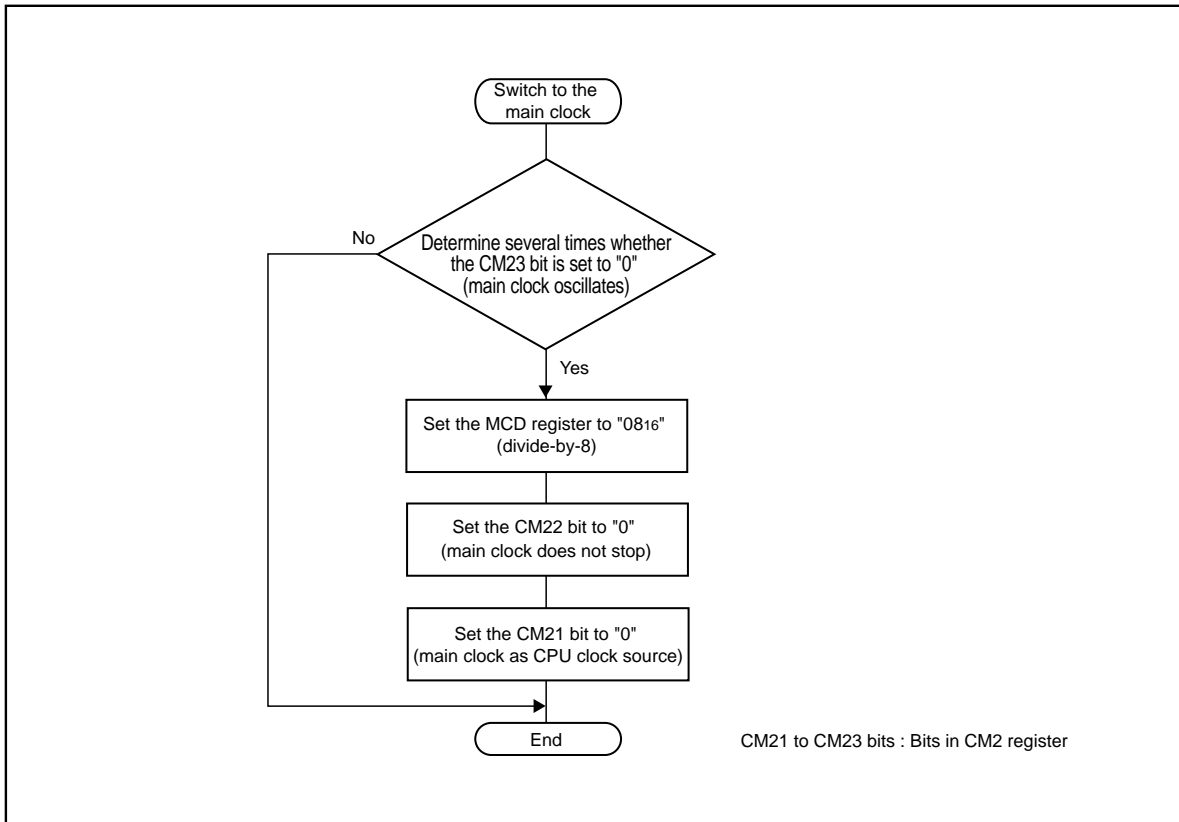 Switch to the
main clock
No
Determine several times whether
the CM23 bit is set to "0"
(main clock oscillates)
Yes
Set the MCD register to "0816"
(divide-by-8)
Set the CM22 bit to "0"
(main clock does not stop)
Set the CM21 bit to "0"
(main clock as CPU clock source)
End
CM21 to CM23 bits : Bits in CM2 register